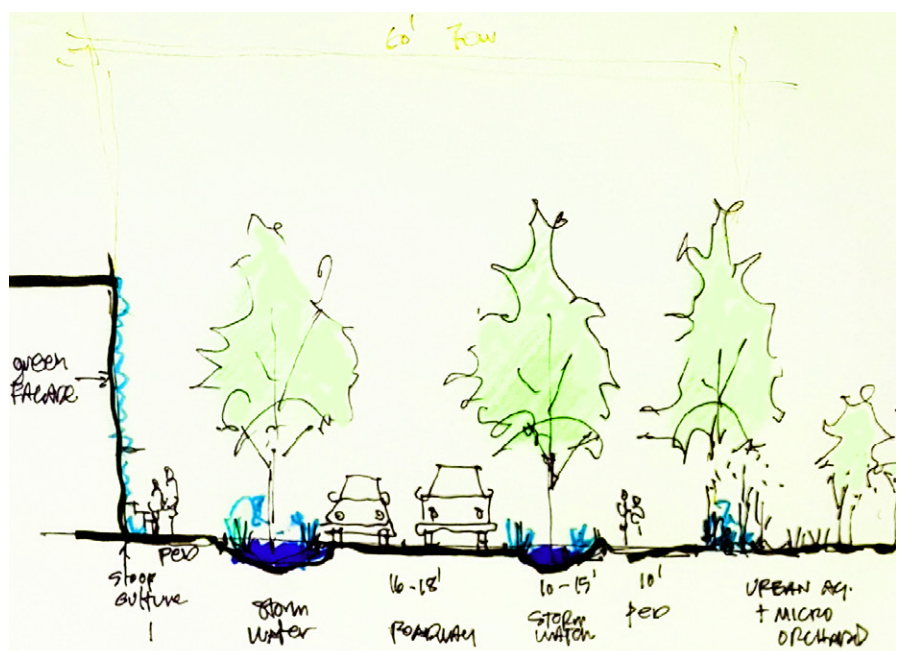 60' ROW
green
FACADE
PED
Stoop
culture
Storm
Water
16-18'
ROADWAY
10-15'
STORM
WATER
10'
PED
URBAN AG.
+ MICRO
ORCHARD